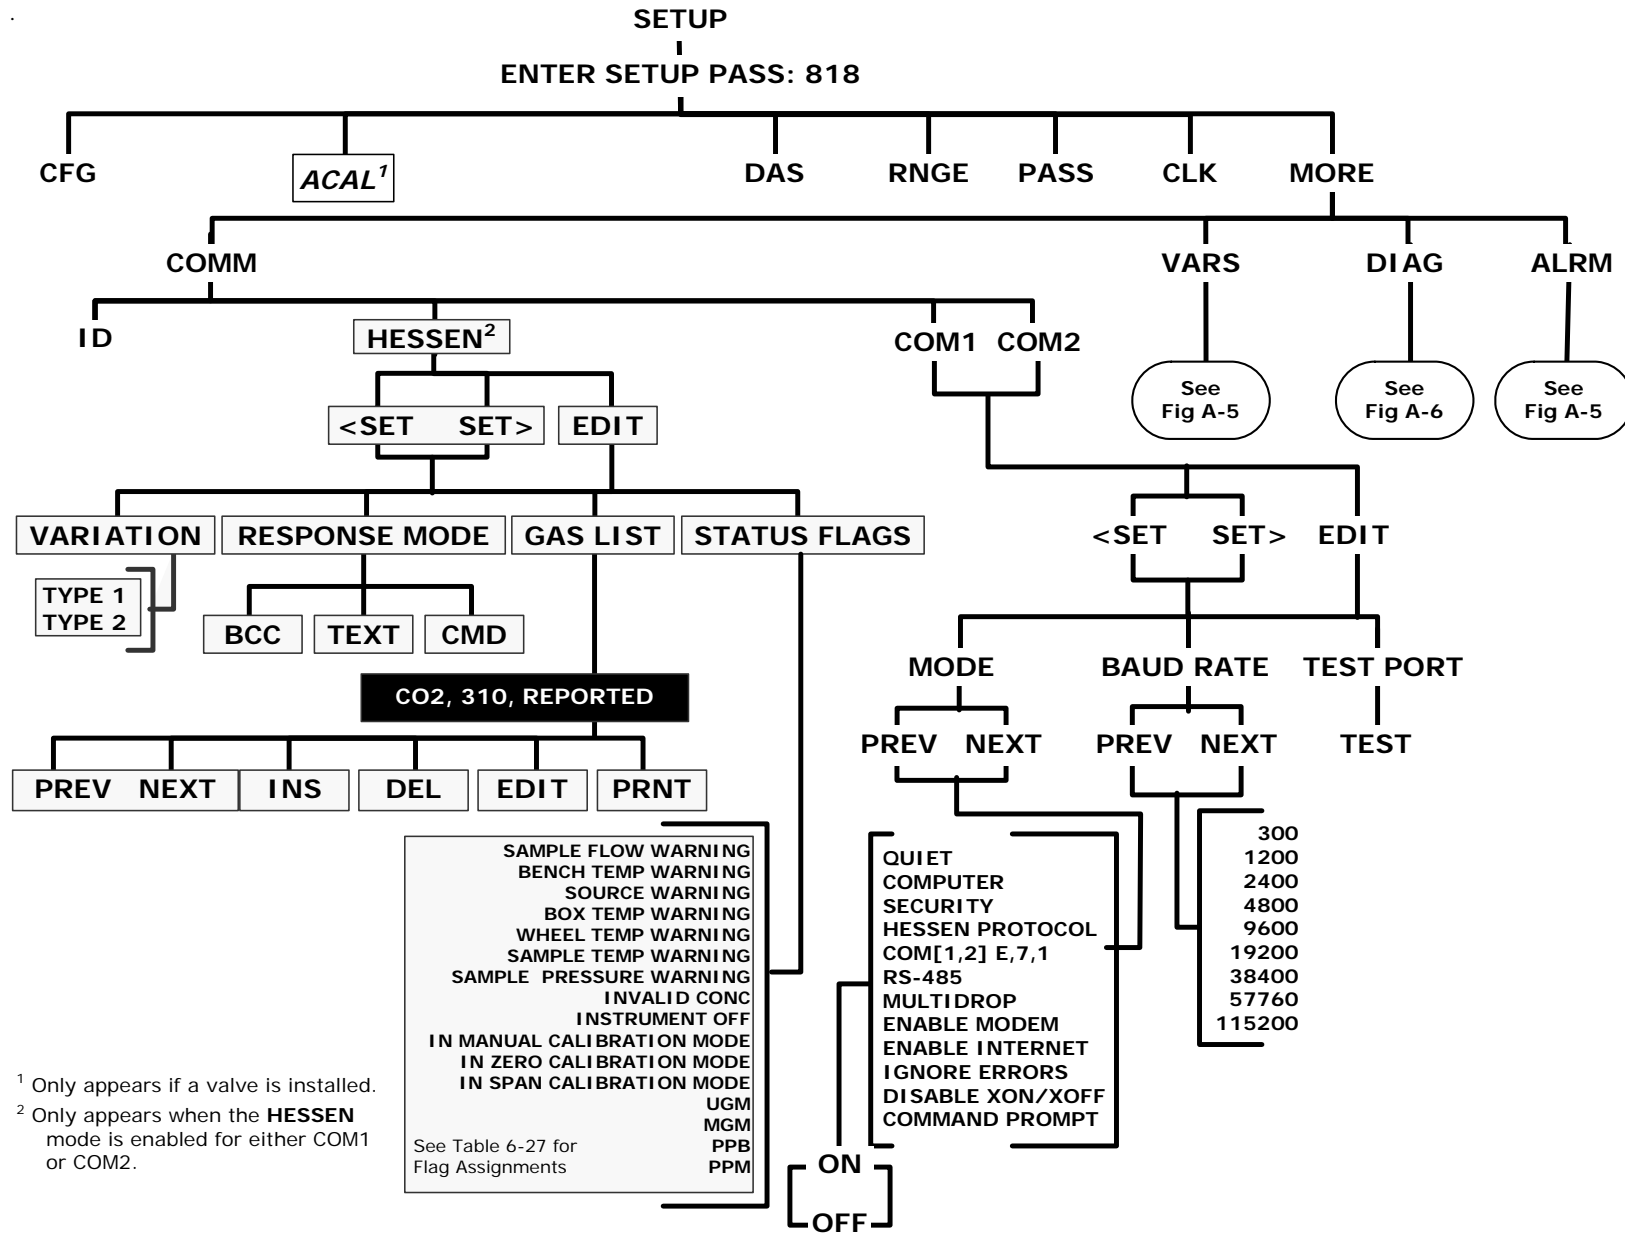 SETUP
ENTER SETUP PASS: 818
CFG
ACAL1
DAS
RNGE
PASS
CLK
MORE
COMM
VARS
DIAG
ALRM
ID
HESSEN2
COM1
COM2
See
Fig A-5
See
Fig A-6
See
Fig A-5
<SET
SET>
EDIT
VARIATION
RESPONSE MODE
GAS LIST
STATUS FLAGS
<SET
SET>
EDIT
TYPE 1
TYPE 2
BCC
TEXT
CMD
MODE
BAUD RATE
TEST PORT
CO2, 310, REPORTED
PREV
NEXT
PREV
NEXT
TEST
PREV
NEXT
INS
DEL
EDIT
PRNT
SAMPLE FLOW WARNING
BENCH TEMP WARNING
SOURCE WARNING
BOX TEMP WARNING
WHEEL TEMP WARNING
SAMPLE TEMP WARNING
SAMPLE PRESSURE WARNING
INVALID CONC
INSTRUMENT OFF
IN MANUAL CALIBRATION MODE
IN ZERO CALIBRATION MODE
IN SPAN CALIBRATION MODE
UGM
MGM
PPB
PPM
See Table 6-27 for
Flag Assignments
QUIET
COMPUTER
SECURITY
HESSEN PROTOCOL
COM[1,2] E,7,1
RS-485
MULTIDROP
ENABLE MODEM
ENABLE INTERNET
IGNORE ERRORS
DISABLE XON/XOFF
COMMAND PROMPT
300
1200
2400
4800
9600
19200
38400
57760
115200
ON
OFF
1 Only appears if a valve is installed.
2 Only appears when the HESSEN
mode is enabled for either COM1
or COM2.